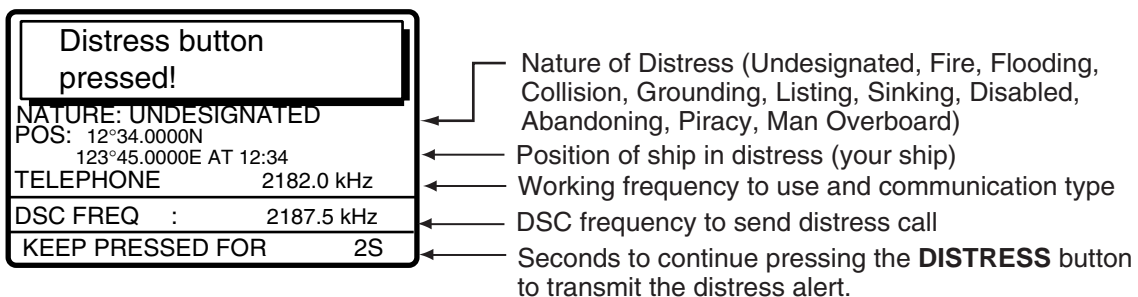 Distress button
pressed!
NATURE: UNDESIGNATED
POS: 12°34.0000N
123°45.0000E AT 12:34
TELEPHONE 2182.0 kHz
DSC FREQ : 2187.5 kHz
KEEP PRESSED FOR 2S
Nature of Distress (Undesignated, Fire, Flooding,
Collision, Grounding, Listing, Sinking, Disabled,
Abandoning, Piracy, Man Overboard)
Position of ship in distress (your ship)
Working frequency to use and communication type
DSC frequency to send distress call
Seconds to continue pressing the DISTRESS button
to transmit the distress alert.